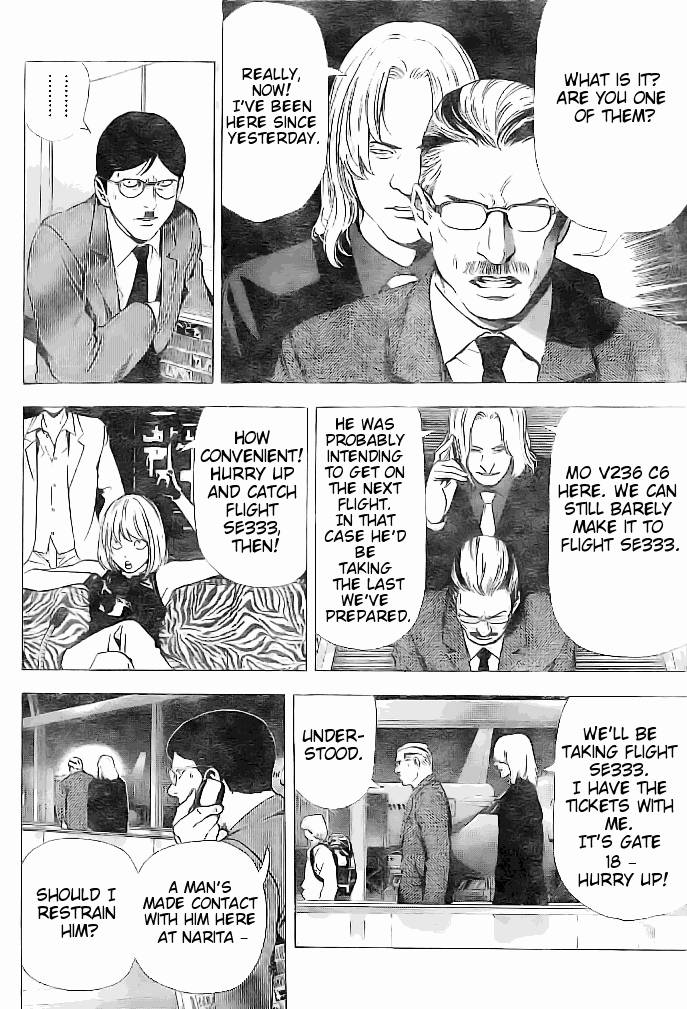 WHAT IS IT?
ARE YOU ONE
OF THEM?
REALLY,
NOW!
I'VE BEEN
HERE SINCE
YESTERDAY.
......
......
MO V236 C6
HERE. WE CAN
STILL BARELY
MAKE IT TO
FLIGHT SE333.
HE WAS
PROBABLY
INTENDING
TO GET ON
THE NEXT
FLIGHT.
IN THAT
CASE HE'D
BE
TAKING
THE LAST
WE'VE
PREPARED.
HOW
CONVENIENT!
HURRY UP
AND CATCH
FLIGHT
SE333,
THEN!
WE'LL BE
TAKING FLIGHT
SE333.
I HAVE THE
TICKETS WITH
ME.
IT'S GATE
18 –
HURRY UP!
UNDER-
STOOD.
A MAN'S
MADE CONTACT
WITH HIM HERE
AT NARITA –
SHOULD I
RESTRAIN
HIM?